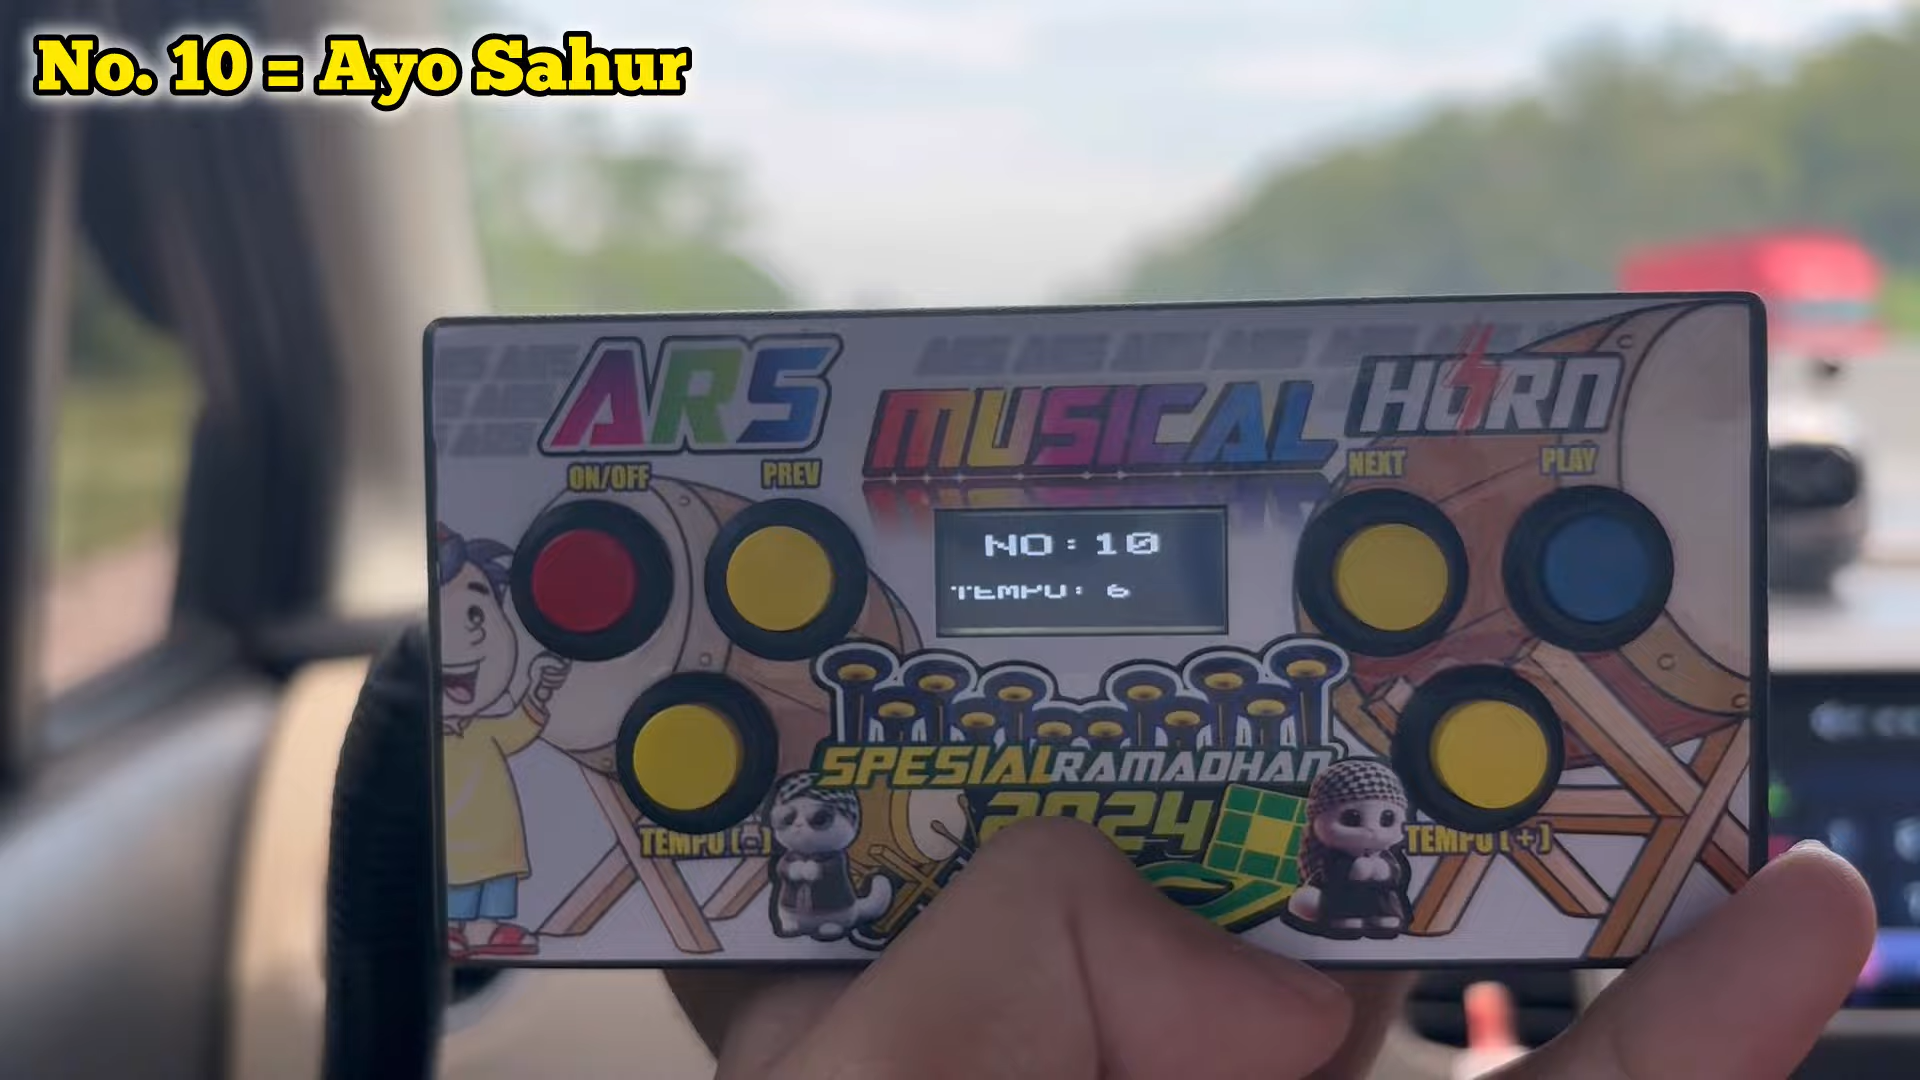 No. 10 = Ayo Sahur
ARS
MUSICAL
HORN
ON/OFF
PREV
NEXT
PLAY
NO:10
TEMPO: 6
SPESIAL RAMADHAN
2024
TEMPO [-]
TEMPO [+]